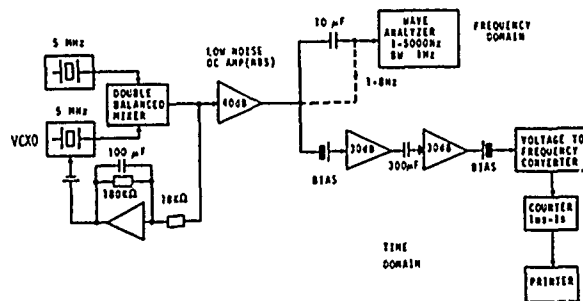 5 MHz
5 MHz
VCXO
DOUBLE
BALANCED
MIXER
100 µF
180KΩ
18KΩ
LOW NOISE
DC AMP(ABS)
40dB
10 µF
WAVE
ANALYZER
1-5000Hz
BW 1Hz
FREQUENCY
DOMAIN
1-8Hz
BIAS
30dB
300µF
30dB
BIAS
VOLTAGE TO
FREQUENCY
CONVERTER
COUNTER
1ms-1s
PRINTER
TIME
DOMAIN